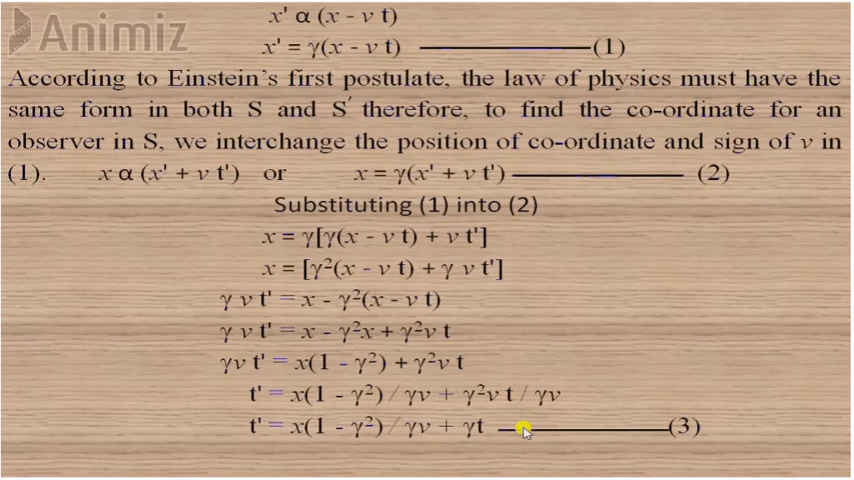 Animiz
x' α (x - v t)
x' = γ(x - v t) (1)
According to Einstein's first postulate, the law of physics must have the
same form in both S and S' therefore, to find the co-ordinate for an
observer in S, we interchange the position of co-ordinate and sign of v in
(1). x α (x' + v t') or x = γ(x' + v t') (2)
Substituting (1) into (2)
x = γ[γ(x - v t) + v t']
x = [γ²(x - v t) + γ v t']
γ v t' = x - γ²(x - v t)
γ v t' = x - γ²x + γ²v t
γv t' = x(1 - γ²) + γ²v t
t' = x(1 - γ²) / γv + γ²v t / γv
t' = x(1 - γ²) / γv + γt (3)